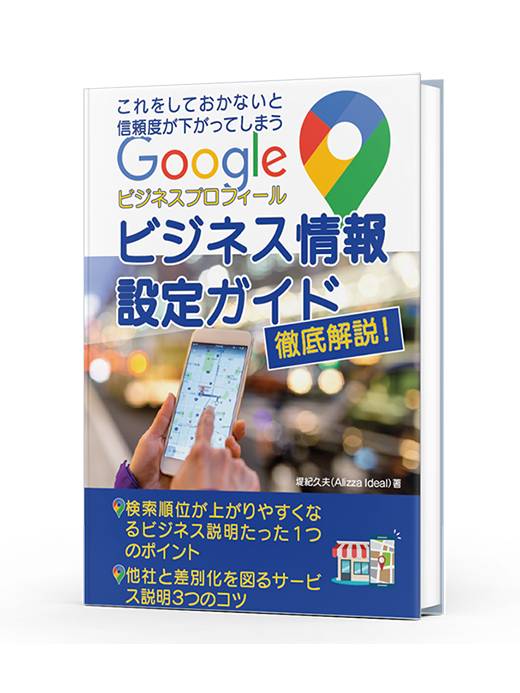 これをしておかないと
信頼度が下がってしまう
Google
ビジネスプロフィール
ビジネス情報
設定ガイド
徹底解説！
堤紀久夫（Alizza Ideal）著
検索順位が上がりやすくな
るビジネス説明たった1つ
のポイント
他社と差別化を図るサービ
ス説明3つのコツ